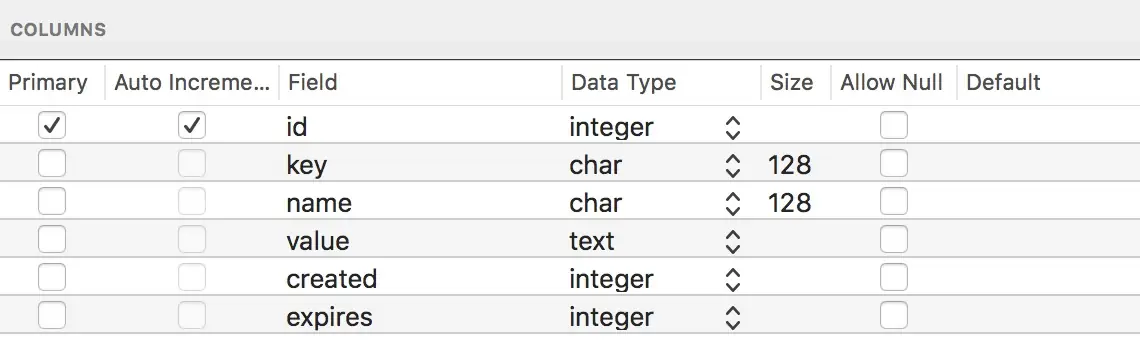 COLUMNS
Primary Auto Increme... Field Data Type Size Allow Null Default
id integer
key char 128
name char 128
value text
created integer
expires integer